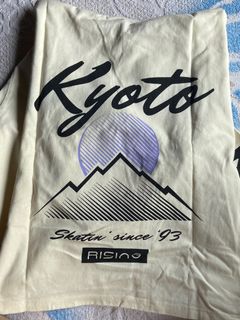 Kyoto
Skatin' since '93
RISING